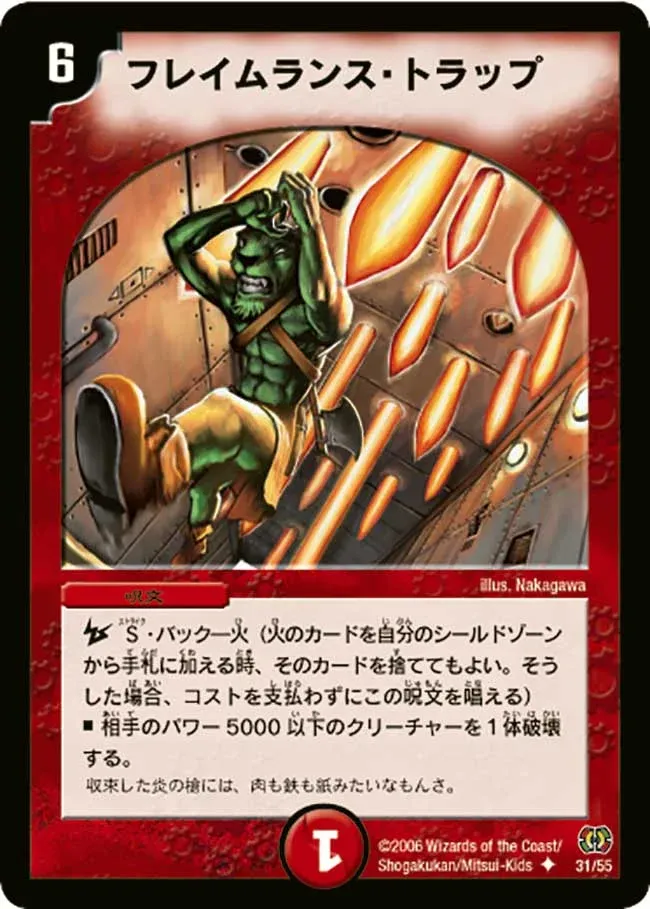 6
フレイムランス・トラップ
illus. Nakagawa
呪文
S・バック―火（火のカードを自分のシールドゾーン
から手札に加える時、そのカードを捨ててもよい。そう
した場合、コストを支払わずにこの呪文を唱える）
■ 相手のパワー5000以下のクリーチャーを1体破壊
する。
収束した炎の槍には、肉も鉄も紙みたいなもんさ。
1
©2006 Wizards of the Coast/
Shogakukan/Mitsui-Kids
31/55